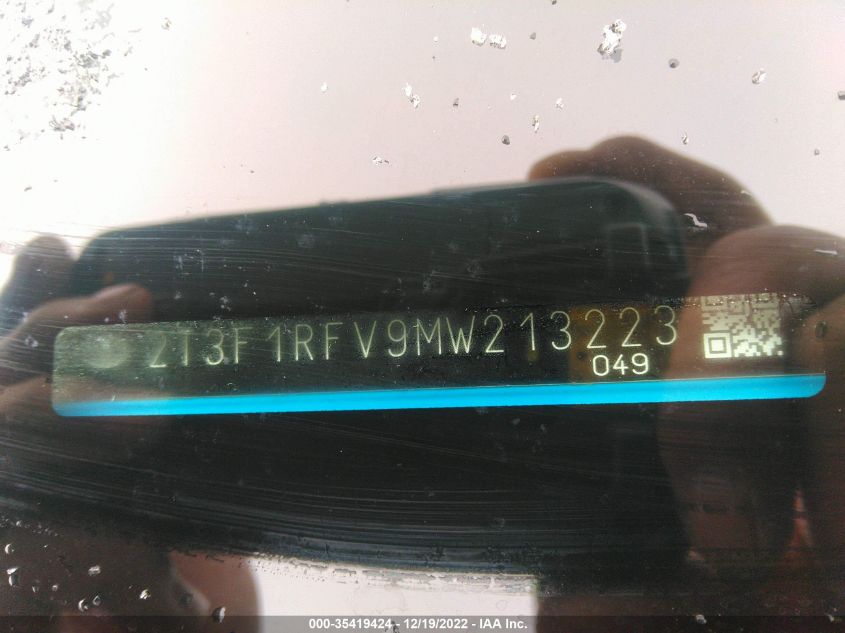 2T3F1RFV9MW213223
049
000-35419424 - 12/19/2022 - IAA Inc.